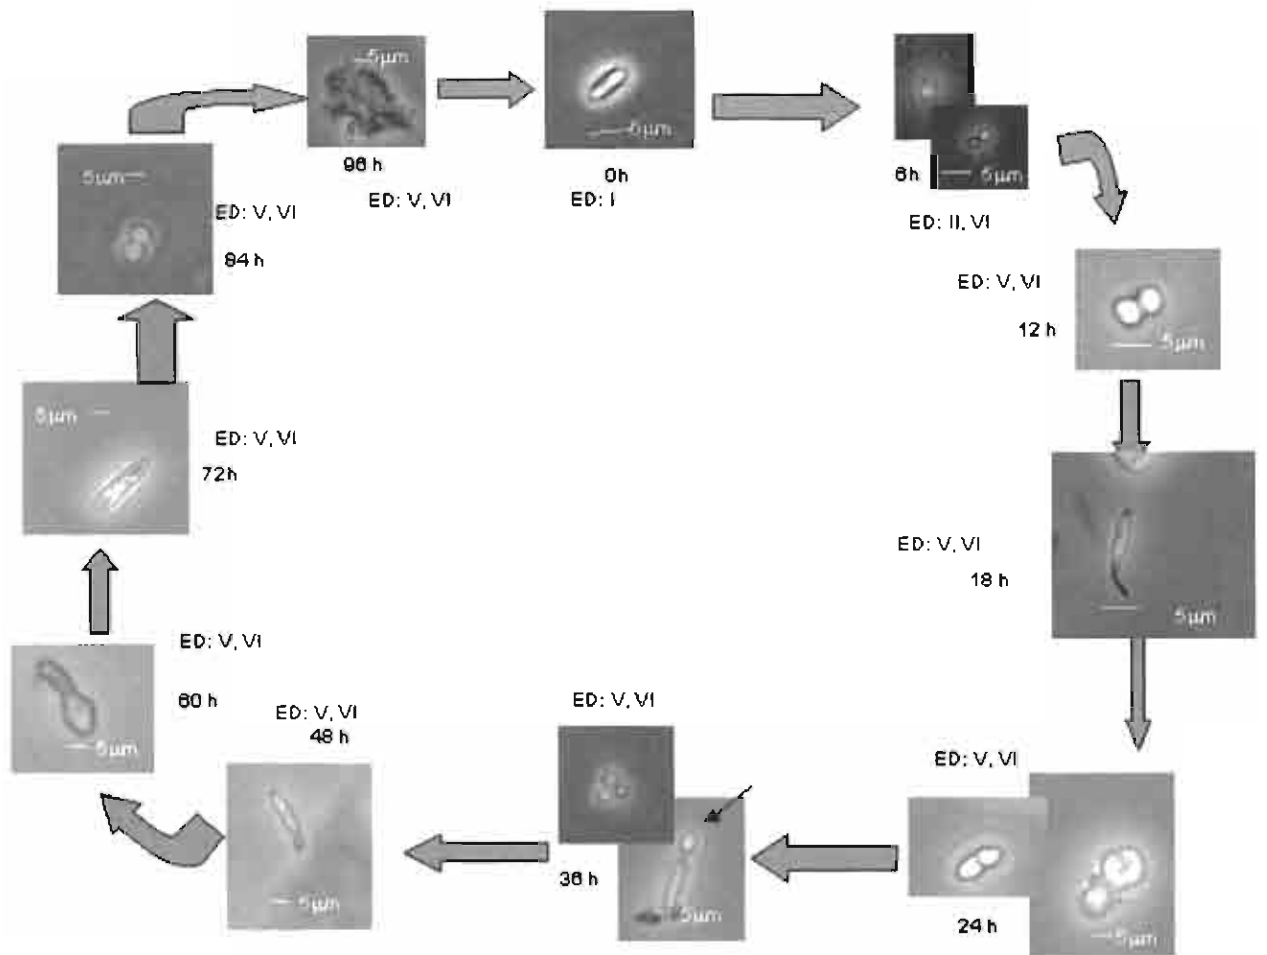 5µm
96 h
ED: V, VI
5µm
0h
ED: I
5µm
6h
ED: II, VI
ED: V, VI
12 h
5µm
ED: V, VI
18 h
5µm
ED: V, VI
24 h
5µm
ED: V, VI
36 h
5µm
ED: V, VI
48 h
5µm
ED: V, VI
60 h
5µm
5µm
ED: V, VI
72h
5µm
ED: V, VI
84 h